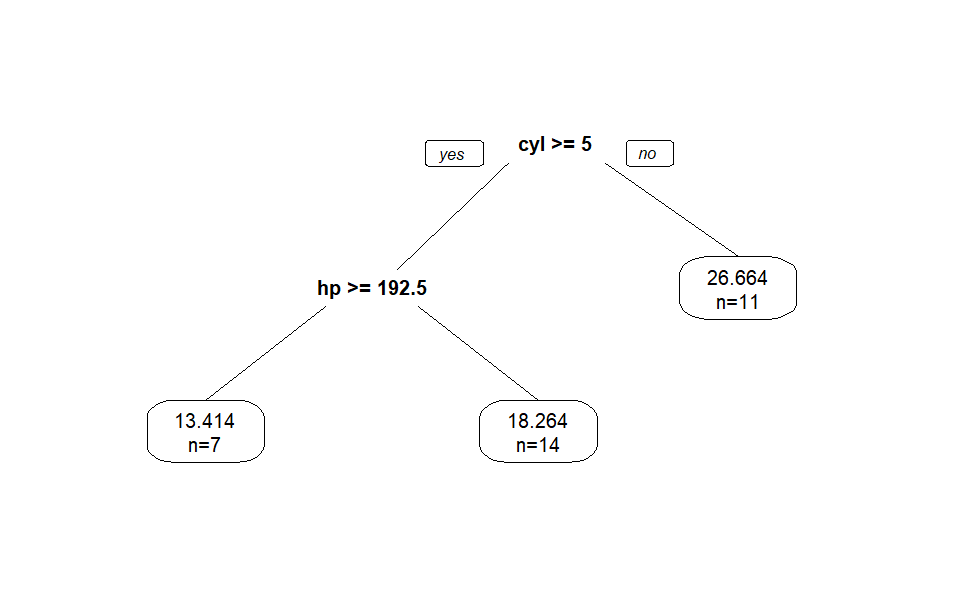 yes
cyl >= 5
no
hp >= 192.5
26.664
n=11
13.414
n=7
18.264
n=14